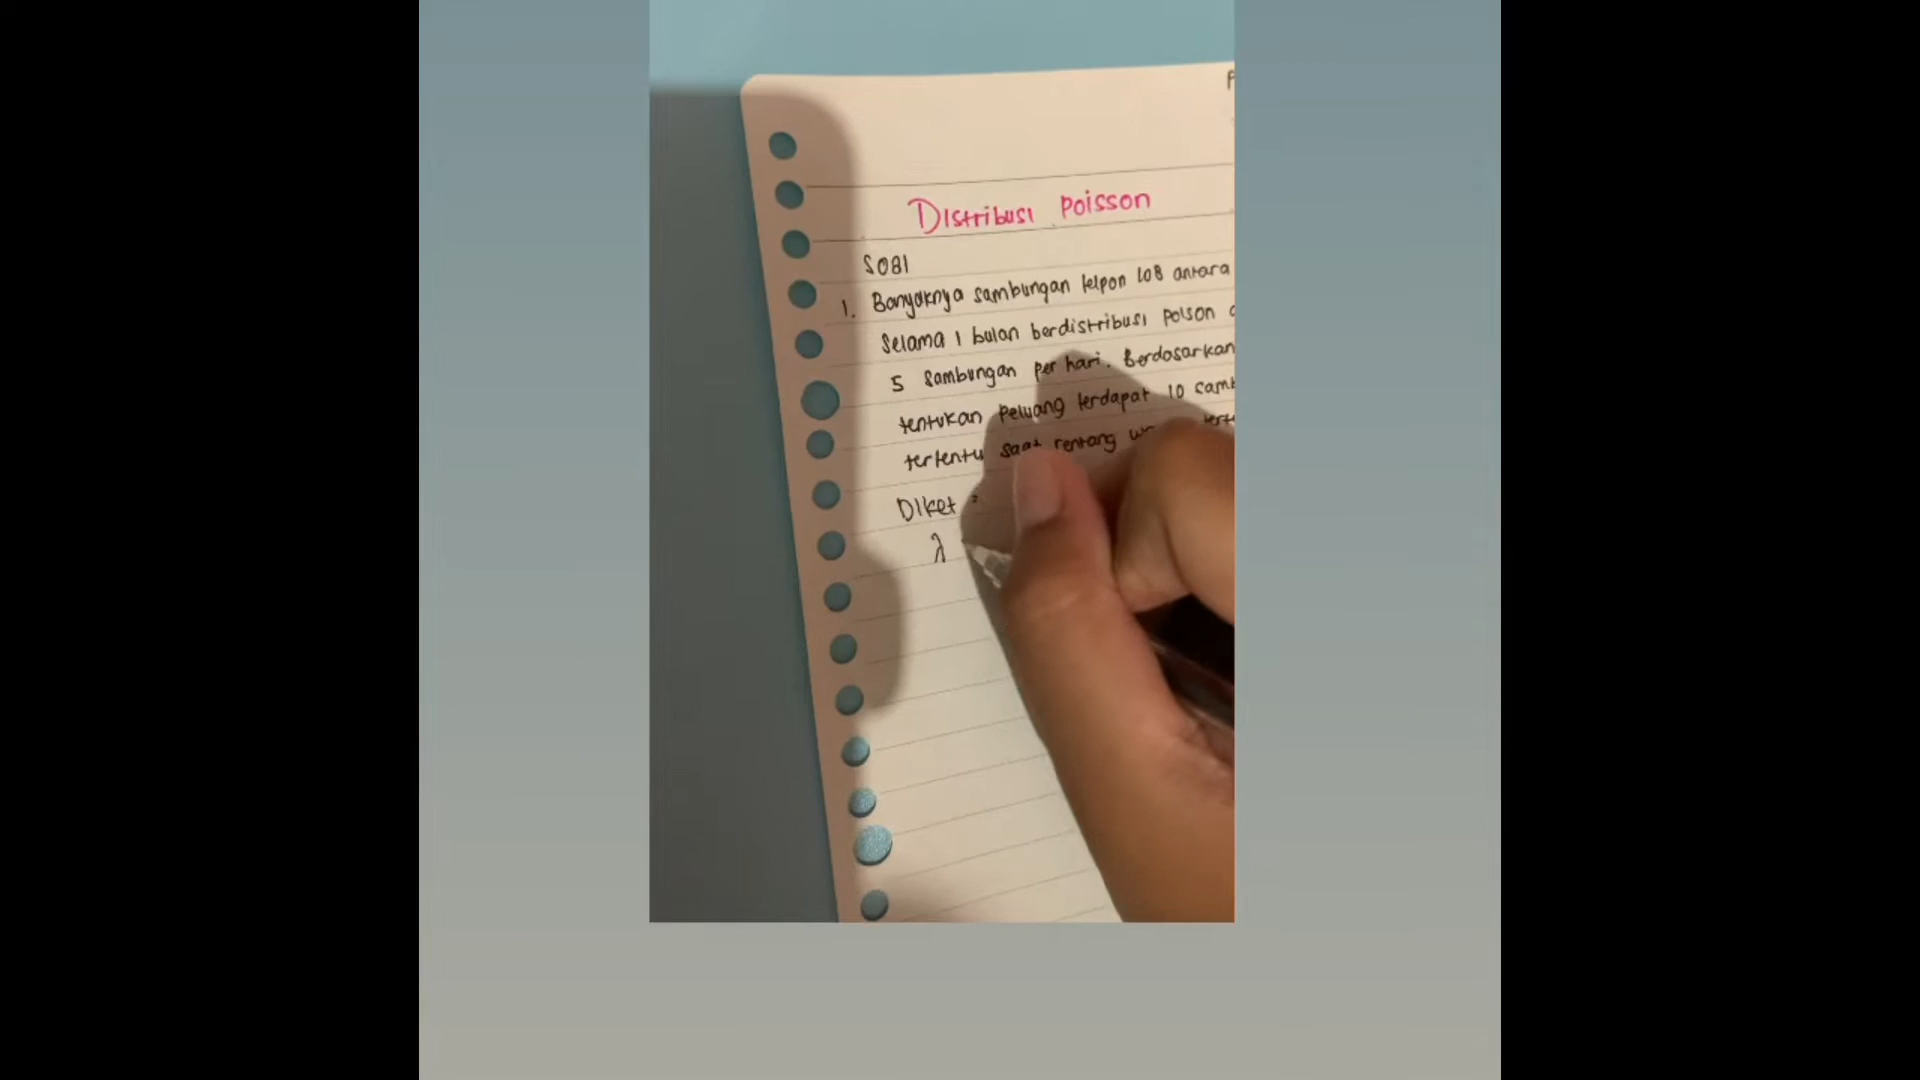 Distribusi Poisson
SOAl
1. Banyaknya sambungan telpon 108 antara
Selama 1 bulan berdistribusi poison
5 sambungan per hari. Berdasarkan
tentukan peluang terdapat 10 samb
tertentu saat rentang
Diket :
λ